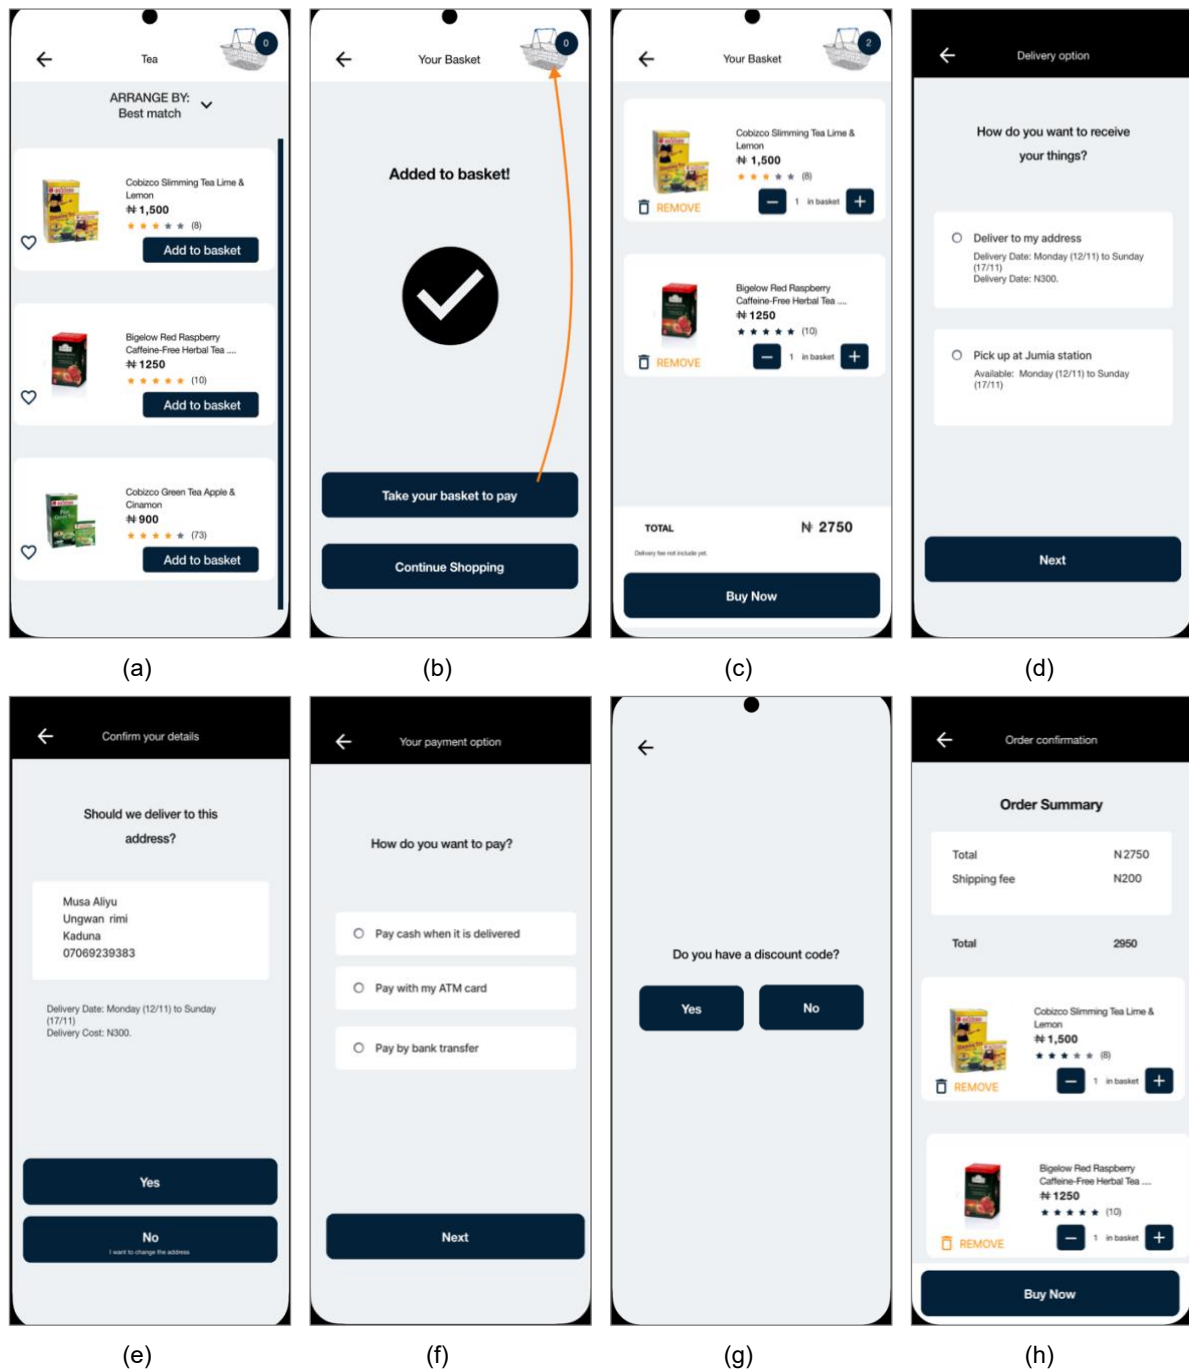 Tea
0
ARRANGE BY:
Best match
Cobizco Slimming Tea Lime &
Lemon
₦ 1,500
(8)
Add to basket
Bigelow Red Raspberry
Caffeine-Free Herbal Tea ....
₦ 1250
(10)
Add to basket
Cobizco Green Tea Apple &
Cinamon
₦ 900
(73)
Add to basket
(a)
Your Basket
0
Added to basket!
Take your basket to pay
Continue Shopping
(b)
Your Basket
2
Cobizco Slimming Tea Lime &
Lemon
₦ 1,500
(8)
REMOVE
1 in basket
Bigelow Red Raspberry
Caffeine-Free Herbal Tea ....
₦ 1250
(10)
REMOVE
1 in basket
TOTAL ₦ 2750
Delivery fee not include yet.
Buy Now
(c)
Delivery option
How do you want to receive
your things?
Deliver to my address
Delivery Date: Monday (12/11) to Sunday
(17/11)
Delivery Date: N300.
Pick up at Jumia station
Available: Monday (12/11) to Sunday
(17/11)
Next
(d)
Confirm your details
Should we deliver to this
address?
Musa Aliyu
Ungwan rimi
Kaduna
07069239383
Delivery Date: Monday (12/11) to Sunday
(17/11)
Delivery Cost: N300.
Yes
No
I want to change the address
(e)
Your payment option
How do you want to pay?
Pay cash when it is delivered
Pay with my ATM card
Pay by bank transfer
Next
(f)
Do you have a discount code?
Yes No
(g)
Order confirmation
Order Summary
Total N2750
Shipping fee N200
Total 2950
Cobizco Slimming Tea Lime &
Lemon
₦ 1,500
(8)
REMOVE
1 in basket
Bigelow Red Raspberry
Caffeine-Free Herbal Tea ....
₦ 1250
(10)
REMOVE
1 in basket
Buy Now
(h)